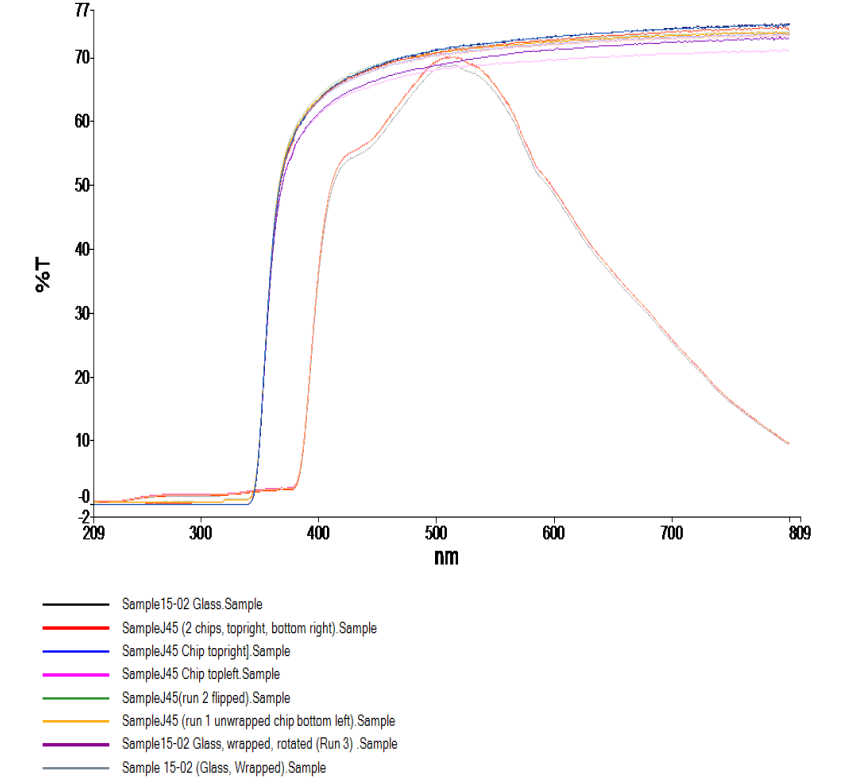 77
70
60
50
40
%T
30
20
10
-0
-2
209 300 400 500 600 700 809
nm
Sample15-02 Glass.Sample
SampleJ45 (2 chips, topright, bottom right).Sample
SampleJ45 Chip topright].Sample
SampleJ45 Chip topleft.Sample
SampleJ45(run 2 flipped).Sample
SampleJ45 (run 1 unwrapped chip bottom left).Sample
Sample15-02 Glass, wrapped, rotated (Run 3) .Sample
Sample 15-02 (Glass, Wrapped).Sample